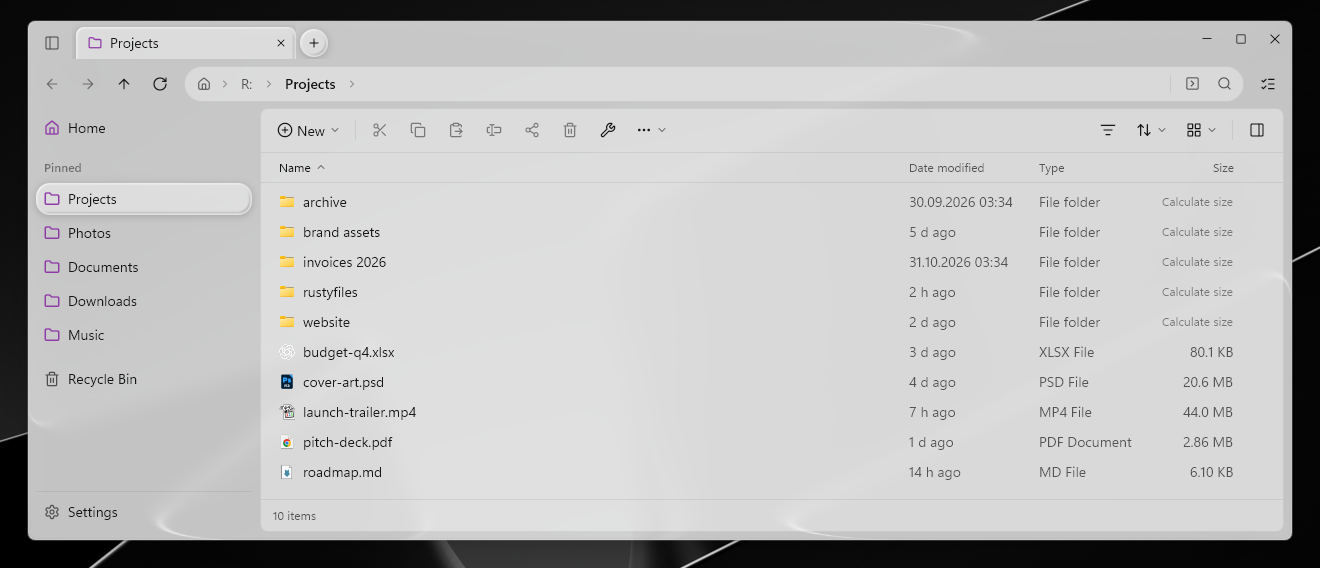 Projects
R: Projects
Home
Pinned
Projects
Photos
Documents
Downloads
Music
Recycle Bin
Settings
New
Name Date modified Type Size
archive 30.09.2026 03:34 File folder Calculate size
brand assets 5 d ago File folder Calculate size
invoices 2026 31.10.2026 03:34 File folder Calculate size
rustyfiles 2 h ago File folder Calculate size
website 2 d ago File folder Calculate size
budget-q4.xlsx 3 d ago XLSX File 80.1 KB
cover-art.psd 4 d ago PSD File 20.6 MB
launch-trailer.mp4 7 h ago MP4 File 44.0 MB
pitch-deck.pdf 1 d ago PDF Document 2.86 MB
roadmap.md 14 h ago MD File 6.10 KB
10 items